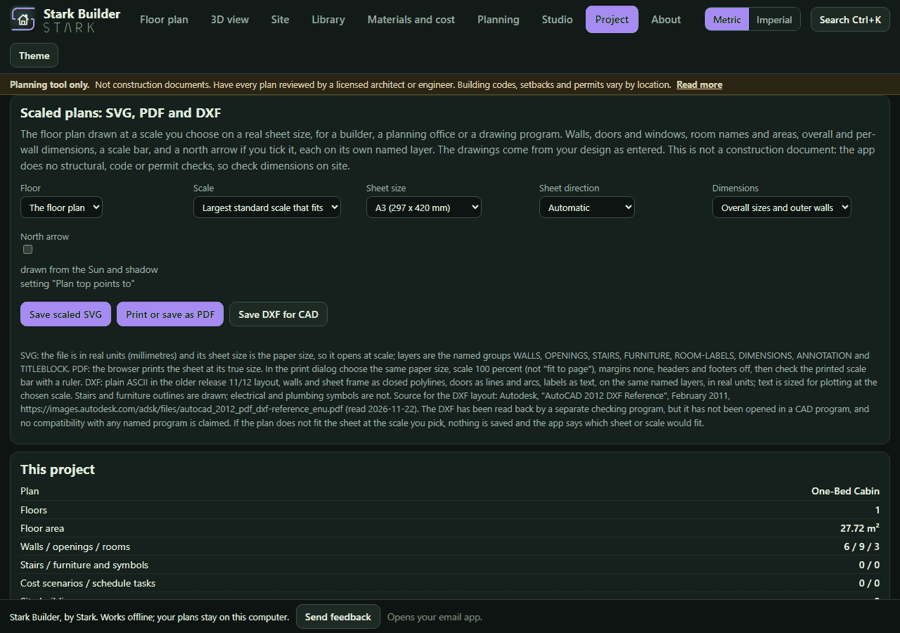 Stark Builder
STARK
Floor plan
3D view
Site
Library
Materials and cost
Planning
Studio
Project
About
Metric
Imperial
Search Ctrl+K
Theme
Planning tool only. Not construction documents. Have every plan reviewed by a licensed architect or engineer. Building codes, setbacks and permits vary by location. Read more
Scaled plans: SVG, PDF and DXF
The floor plan drawn at a scale you choose on a real sheet size, for a builder, a planning office or a drawing program. Walls, doors and windows, room names and areas, overall and per-
wall dimensions, a scale bar, and a north arrow if you tick it, each on its own named layer. The drawings come from your design as entered. This is not a construction document: the app
does no structural, code or permit checks, so check dimensions on site.
Floor
Scale
Sheet size
Sheet direction
Dimensions
The floor plan
Largest standard scale that fits
A3 (297 x 420 mm)
Automatic
Overall sizes and outer walls
North arrow
drawn from the Sun and shadow
setting "Plan top points to"
Save scaled SVG
Print or save as PDF
Save DXF for CAD
SVG: the file is in real units (millimetres) and its sheet size is the paper size, so it opens at scale; layers are the named groups WALLS, OPENINGS, STAIRS, FURNITURE, ROOM-LABELS, DIMENSIONS, ANNOTATION and
TITLEBLOCK. PDF: the browser prints the sheet at its true size. In the print dialog choose the same paper size, scale 100 percent (not "fit to page"), margins none, headers and footers off, then check the printed scale
bar with a ruler. DXF: plain ASCII in the older release 11/12 layout, walls and sheet frame as closed polylines, doors as lines and arcs, labels as text, on the same named layers, in real units; text is sized for plotting at the
chosen scale. Stairs and furniture outlines are drawn; electrical and plumbing symbols are not. Source for the DXF layout: Autodesk, "AutoCAD 2012 DXF Reference", February 2011,
https://images.autodesk.com/adsk/files/autocad_2012_pdf_dxf-reference_enu.pdf (read 2026-11-22). The DXF has been read back by a separate checking program, but it has not been opened in a CAD program, and
no compatibility with any named program is claimed. If the plan does not fit the sheet at the scale you pick, nothing is saved and the app says which sheet or scale would fit.
This project
Plan
One-Bed Cabin
Floors
1
Floor area
27.72 m²
Walls / openings / rooms
6 / 9 / 3
Stairs / furniture and symbols
0 / 0
Cost scenarios / schedule tasks
0 / 0
Stark Builder, by Stark. Works offline; your plans stay on this computer.
Send feedback
Opens your email app.